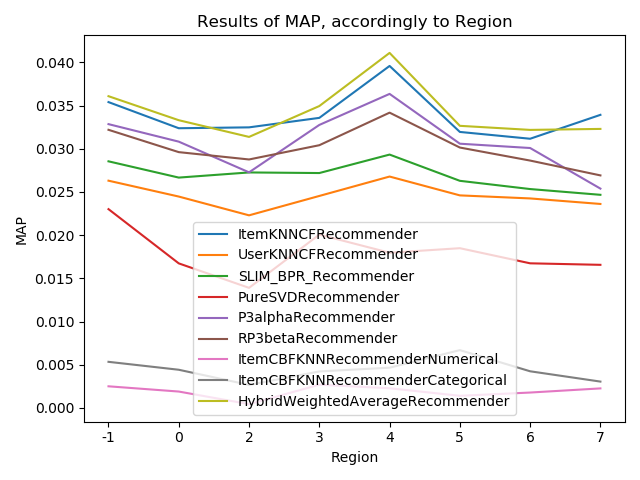 Results of MAP, accordingly to Region
MAP
0.040
0.035
0.030
0.025
0.020
0.015
0.010
0.005
0.000
ItemKNNCFRecommender
UserKNNCFRecommender
SLIM_BPR_Recommender
PureSVDRecommender
P3alphaRecommender
RP3betaRecommender
ItemCBFKNNRecommenderNumerical
ItemCBFKNNRecommenderCategorical
HybridWeightedAverageRecommender
-1 0 2 3 4 5 6 7
Region